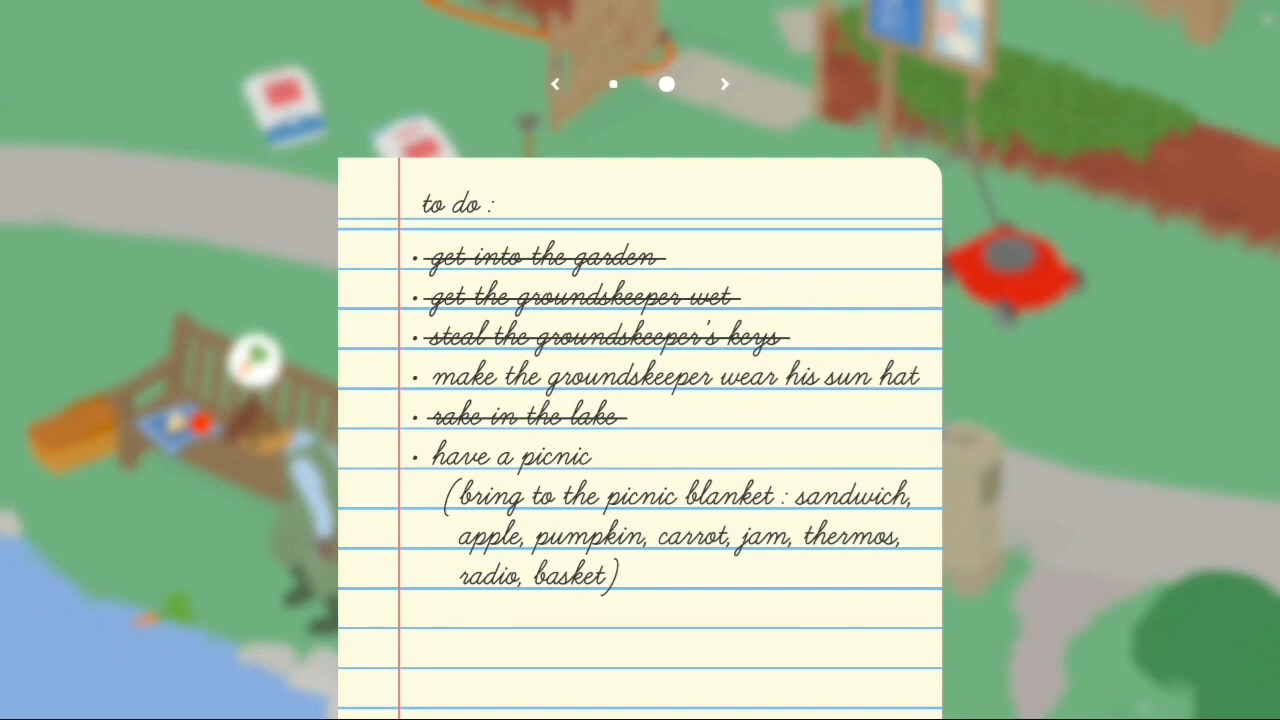 to do :
• get into the garden
• get the groundskeeper wet
• steal the groundskeeper's keys
• make the groundskeeper wear his sun hat
• rake in the lake
• have a picnic
(bring to the picnic blanket : sandwich,
apple, pumpkin, carrot, jam, thermos,
radio, basket)